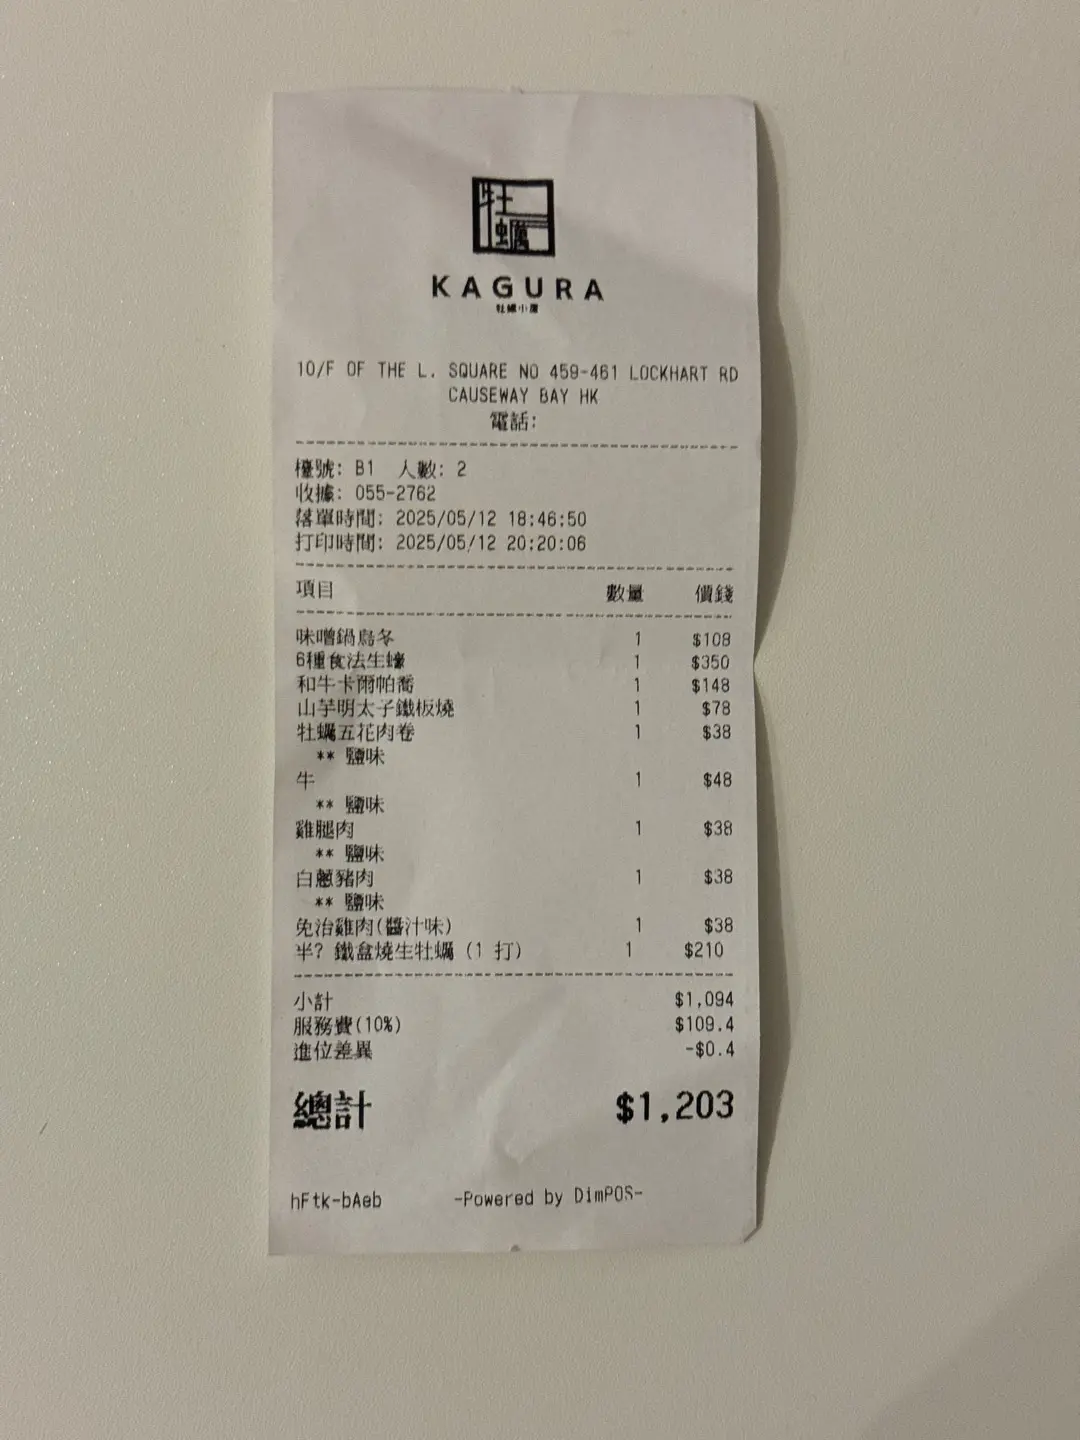 牡蠣
KAGURA
牡蠣小屋
10/F OF THE L. SQUARE NO 459-461 LOCKHART RD
CAUSEWAY BAY HK
電話:
檯號: B1 人數: 2
收據: 055-2762
落單時間: 2025/05/12 18:46:50
打印時間: 2025/05/12 20:20:06
項目 數量 價錢
味噌鍋烏冬 1 $108
6種食法生蠔 1 $350
和牛卡爾帕喬 1 $148
山芋明太子鐵板燒 1 $78
牡蠣五花肉卷 1 $38
** 鹽味
牛 1 $48
** 鹽味
雞腿肉 1 $38
** 鹽味
白蔥豬肉 1 $38
** 鹽味
免治雞肉(醬汁味) 1 $38
半? 鐵盒燒生牡蠣 (1 打) 1 $210
小計 $1,094
服務費(10%) $109.4
進位差異 -$0.4
總計 $1,203
hFtk-bAeb -Powered by DimPOS-